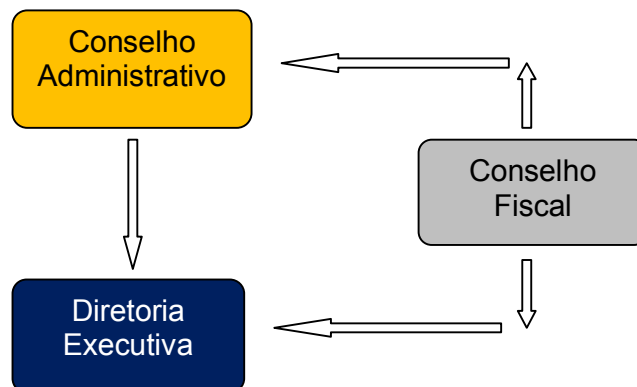 Conselho
Administrativo
Conselho
Fiscal
Diretoria
Executiva